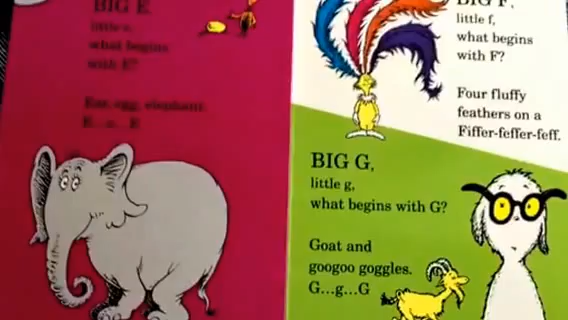 BIG E
little e,
what begins
with E?
Ear, egg, elephant
E...e...E
BIG F,
little f,
what begins
with F?
Four fluffy
feathers on a
Fiffer-feffer-feff.
BIG G,
little g,
what begins with G?
Goat and
googoo goggles.
G...g...G